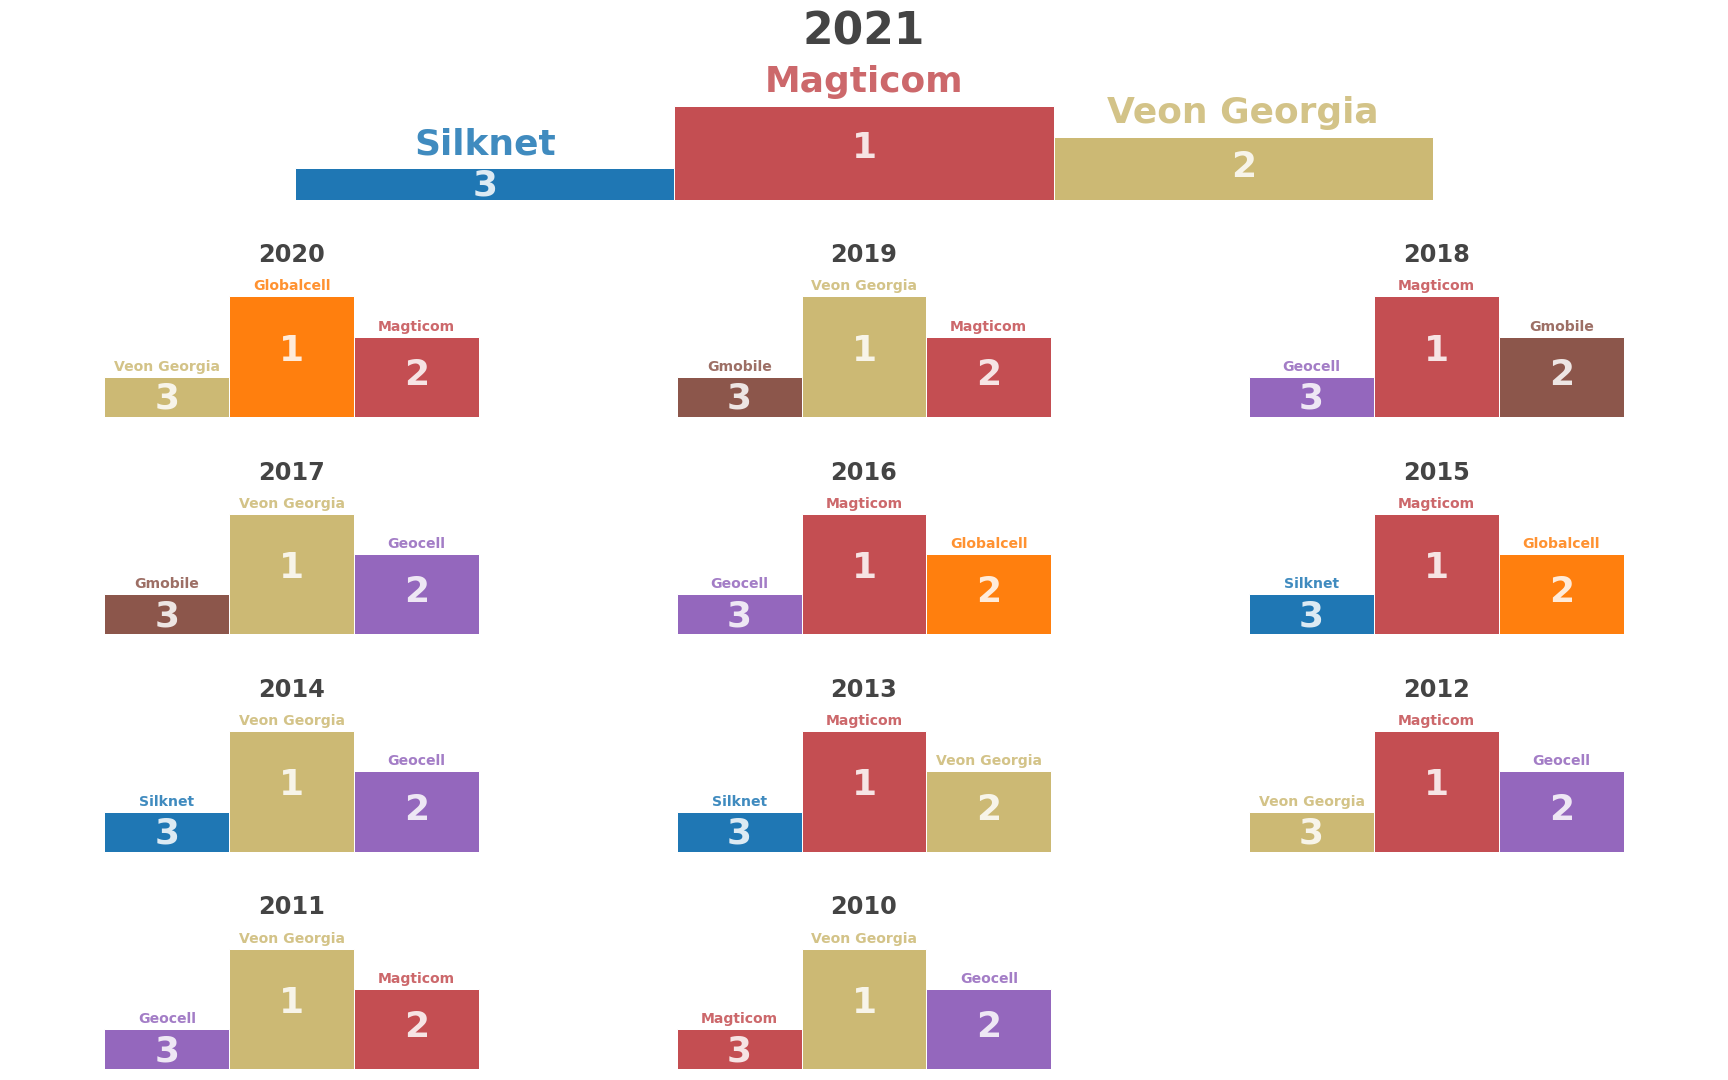 2021
Magticom
Veon Georgia
Silknet
1
2
3
2020
Globalcell
Magticom
Veon Georgia
1
2
3
2019
Veon Georgia
Magticom
Gmobile
1
2
3
2018
Magticom
Gmobile
Geocell
1
2
3
2017
Veon Georgia
Geocell
Gmobile
1
2
3
2016
Magticom
Globalcell
Geocell
1
2
3
2015
Magticom
Globalcell
Silknet
1
2
3
2014
Veon Georgia
Geocell
Silknet
1
2
3
2013
Magticom
Veon Georgia
Silknet
1
2
3
2012
Magticom
Geocell
Veon Georgia
1
2
3
2011
Veon Georgia
Magticom
Geocell
1
2
3
2010
Veon Georgia
Geocell
Magticom
1
2
3